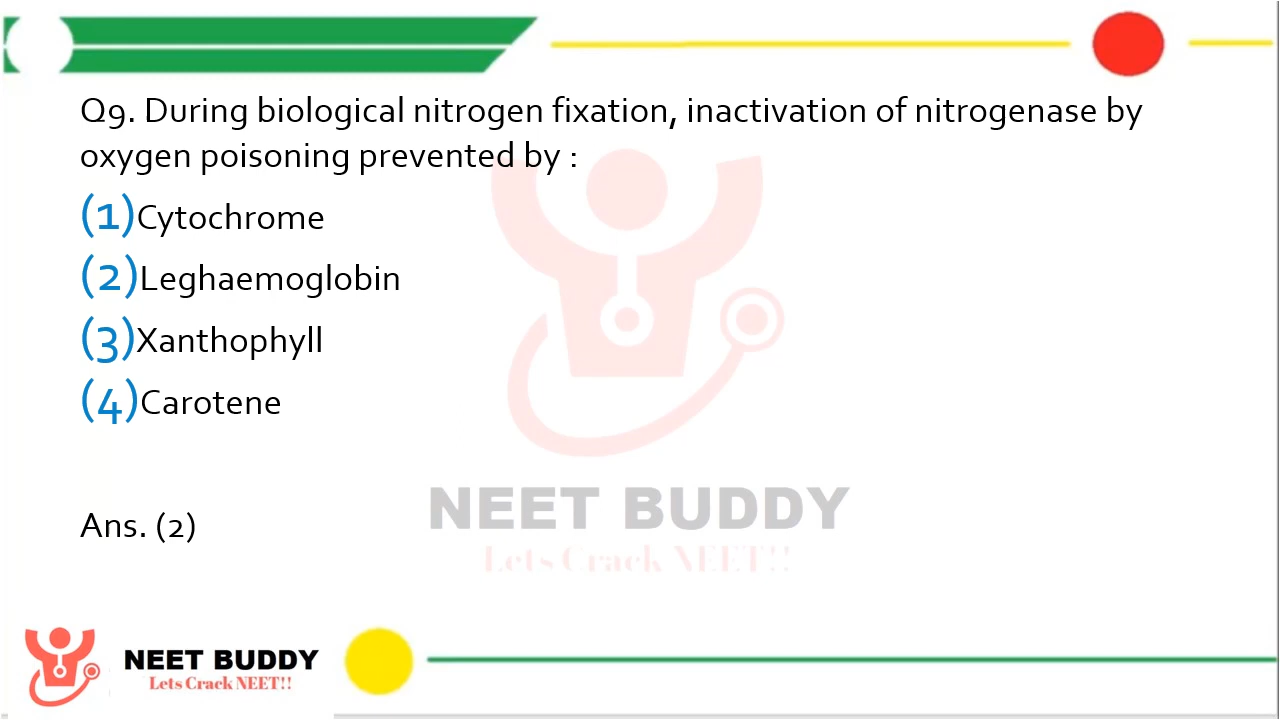 Q9. During biological nitrogen fixation, inactivation of nitrogenase by
oxygen poisoning prevented by :
(1)Cytochrome
(2)Leghaemoglobin
(3)Xanthophyll
(4)Carotene
NEET BUDDY
Lets Crack NEET!!
Ans. (2)
NEET BUDDY
Lets Crack NEET!!